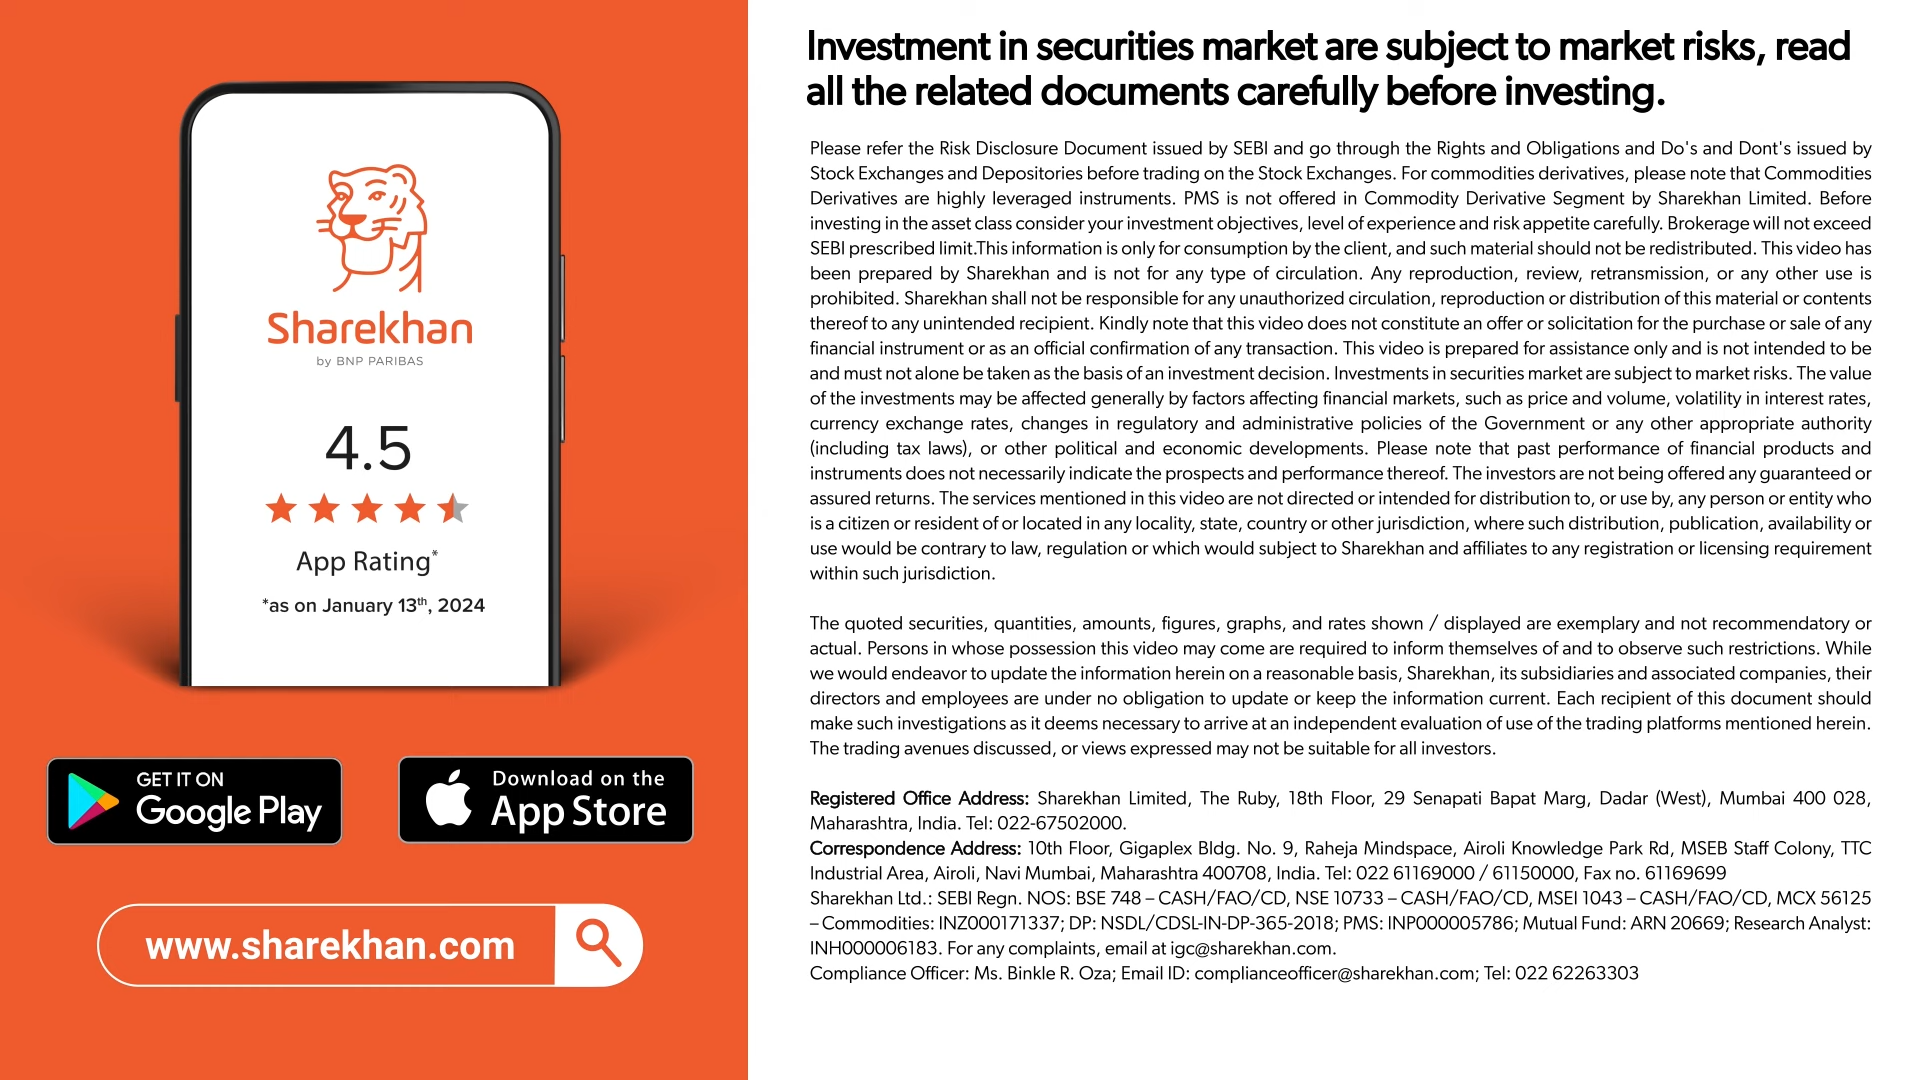 Sharekhan
by BNP PARIBAS
4.5
App Rating*
*as on January 13th, 2024
GET IT ON
Google Play
Download on the
App Store
www.sharekhan.com
Investment in securities market are subject to market risks, read
all the related documents carefully before investing.
Please refer the Risk Disclosure Document issued by SEBI and go through the Rights and Obligations and Do's and Dont's issued by
Stock Exchanges and Depositories before trading on the Stock Exchanges. For commodities derivatives, please note that Commodities
Derivatives are highly leveraged instruments. PMS is not offered in Commodity Derivative Segment by Sharekhan Limited. Before
investing in the asset class consider your investment objectives, level of experience and risk appetite carefully. Brokerage will not exceed
SEBI prescribed limit.This information is only for consumption by the client, and such material should not be redistributed. This video has
been prepared by Sharekhan and is not for any type of circulation. Any reproduction, review, retransmission, or any other use is
prohibited. Sharekhan shall not be responsible for any unauthorized circulation, reproduction or distribution of this material or contents
thereof to any unintended recipient. Kindly note that this video does not constitute an offer or solicitation for the purchase or sale of any
financial instrument or as an official confirmation of any transaction. This video is prepared for assistance only and is not intended to be
and must not alone be taken as the basis of an investment decision. Investments in securities market are subject to market risks. The value
of the investments may be affected generally by factors affecting financial markets, such as price and volume, volatility in interest rates,
currency exchange rates, changes in regulatory and administrative policies of the Government or any other appropriate authority
(including tax laws), or other political and economic developments. Please note that past performance of financial products and
instruments does not necessarily indicate the prospects and performance thereof. The investors are not being offered any guaranteed or
assured returns. The services mentioned in this video are not directed or intended for distribution to, or use by, any person or entity who
is a citizen or resident of or located in any locality, state, country or other jurisdiction, where such distribution, publication, availability or
use would be contrary to law, regulation or which would subject to Sharekhan and affiliates to any registration or licensing requirement
within such jurisdiction.
The quoted securities, quantities, amounts, figures, graphs, and rates shown / displayed are exemplary and not recommendatory or
actual. Persons in whose possession this video may come are required to inform themselves of and to observe such restrictions. While
we would endeavor to update the information herein on a reasonable basis, Sharekhan, its subsidiaries and associated companies, their
directors and employees are under no obligation to update or keep the information current. Each recipient of this document should
make such investigations as it deems necessary to arrive at an independent evaluation of use of the trading platforms mentioned herein.
The trading avenues discussed, or views expressed may not be suitable for all investors.
Registered Office Address: Sharekhan Limited, The Ruby, 18th Floor, 29 Senapati Bapat Marg, Dadar (West), Mumbai 400 028,
Maharashtra, India. Tel: 022-67502000.
Correspondence Address: 10th Floor, Gigaplex Bldg. No. 9, Raheja Mindspace, Airoli Knowledge Park Rd, MSEB Staff Colony, TTC
Industrial Area, Airoli, Navi Mumbai, Maharashtra 400708, India. Tel: 022 61169000 / 61150000, Fax no. 61169699
Sharekhan Ltd.: SEBI Regn. NOS: BSE 748 – CASH/FAO/CD, NSE 10733 – CASH/FAO/CD, MSEI 1043 – CASH/FAO/CD, MCX 56125
– Commodities: INZ000171337; DP: NSDL/CDSL-IN-DP-365-2018; PMS: INP000005786; Mutual Fund: ARN 20669; Research Analyst:
INH000006183. For any complaints, email at igc@sharekhan.com.
Compliance Officer: Ms. Binkle R. Oza; Email ID: complianceofficer@sharekhan.com; Tel: 022 62263303